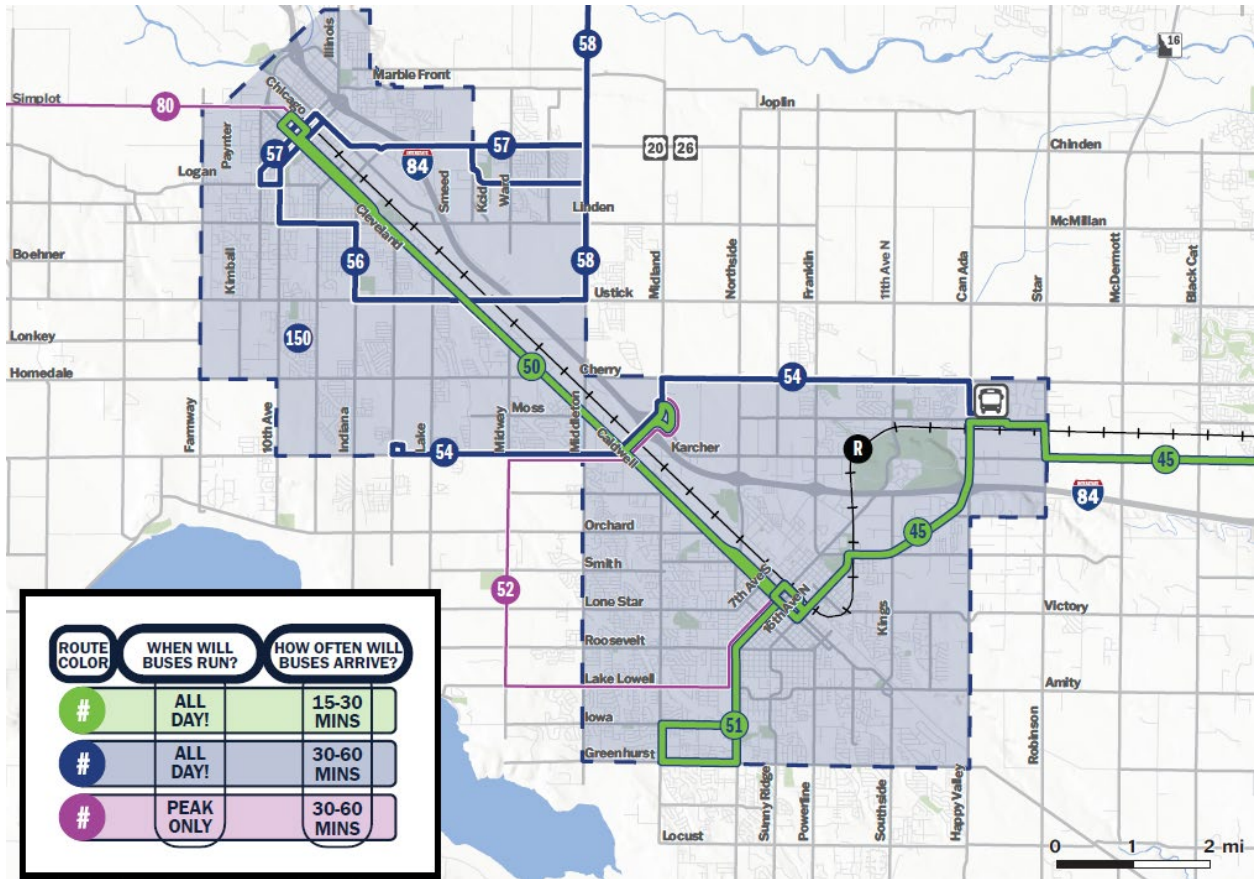 Illinois
58
16
Marble Front
Simplot
80
Chicago
Joplin
57
Paynter
57
INTERSTATE
84
20
26
Chinden
Logan
Smeed
Kcid
Ward
Linden
McMillan
Cleveland
Boehner
Kimball
56
58
Ustick
Midland
Northside
Franklin
11th Ave N
Can Ada
Star
McDermott
Black Cat
Lonkey
150
50
Homedale
Cherry
54
Moss
Farmway
10th Ave
Indiana
Lake
54
Midway
Middleton
Caldwell
Karcher
R
45
INTERSTATE
84
Orchard
45
Smith
52
7th Ave S
16th Ave N
Lone Star
Kings
Victory
Roosevelt
Lake Lowell
Amity
Iowa
51
Greenhurst
Robinson
Sunny Ridge
Powerline
Southside
Happy Valley
Locust
0 1 2 mi
ROUTE
COLOR
WHEN WILL
BUSES RUN?
HOW OFTEN WILL
BUSES ARRIVE?
#
ALL
DAY!
15-30
MINS
#
ALL
DAY!
30-60
MINS
#
PEAK
ONLY
30-60
MINS